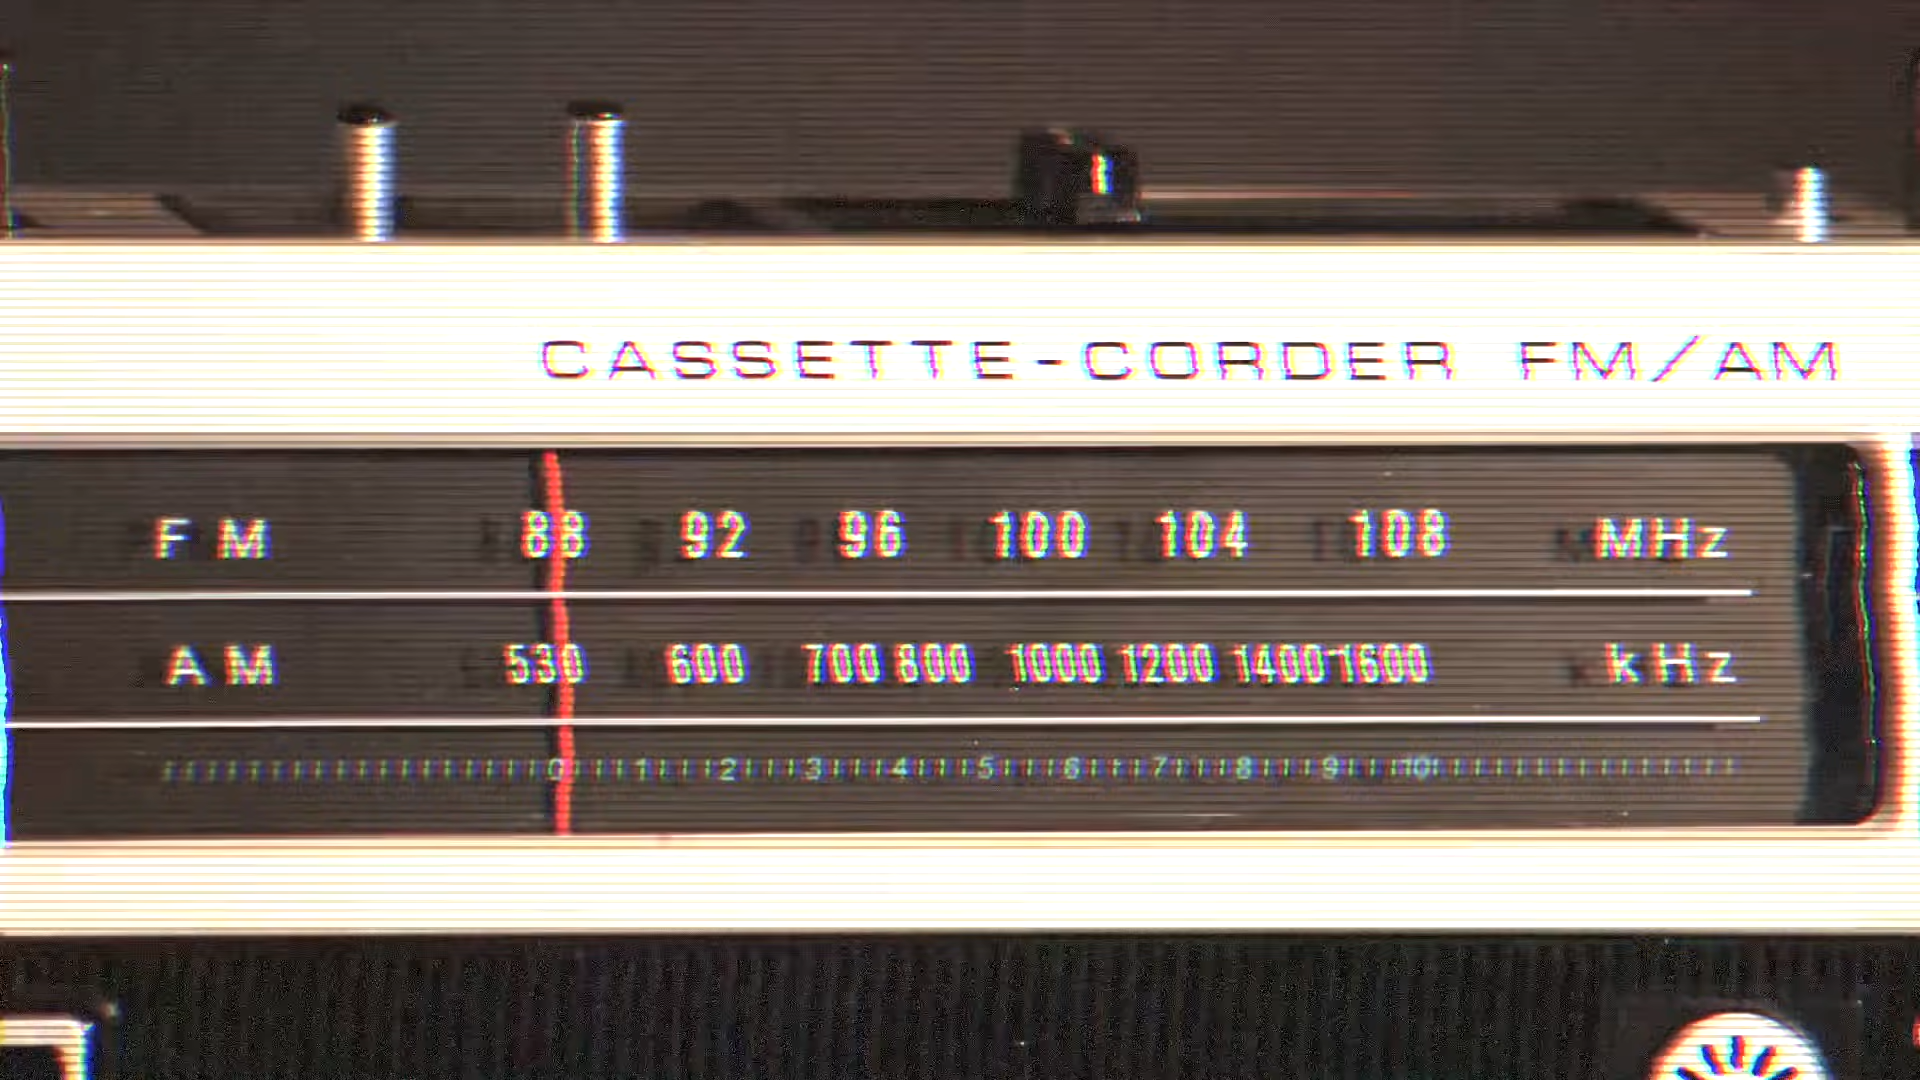 CASSETTE-CORDER FM/AM
FM 88 92 96 100 104 108 MHz
AM 530 600 700 800 1000 1200 1400 1600 kHz
0 1 2 3 4 5 6 7 8 9 10